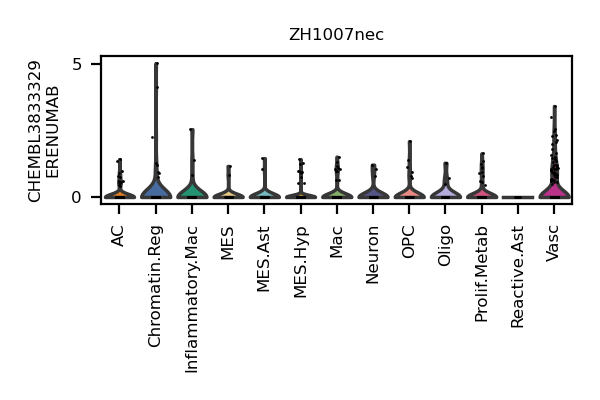 ZH1007nec
CHEMBL3833329
ERENUMAB
5
0
AC
Chromatin.Reg
Inflammatory.Mac
MES
MES.Ast
MES.Hyp
Mac
Neuron
OPC
Oligo
Prolif.Metab
Reactive.Ast
Vasc